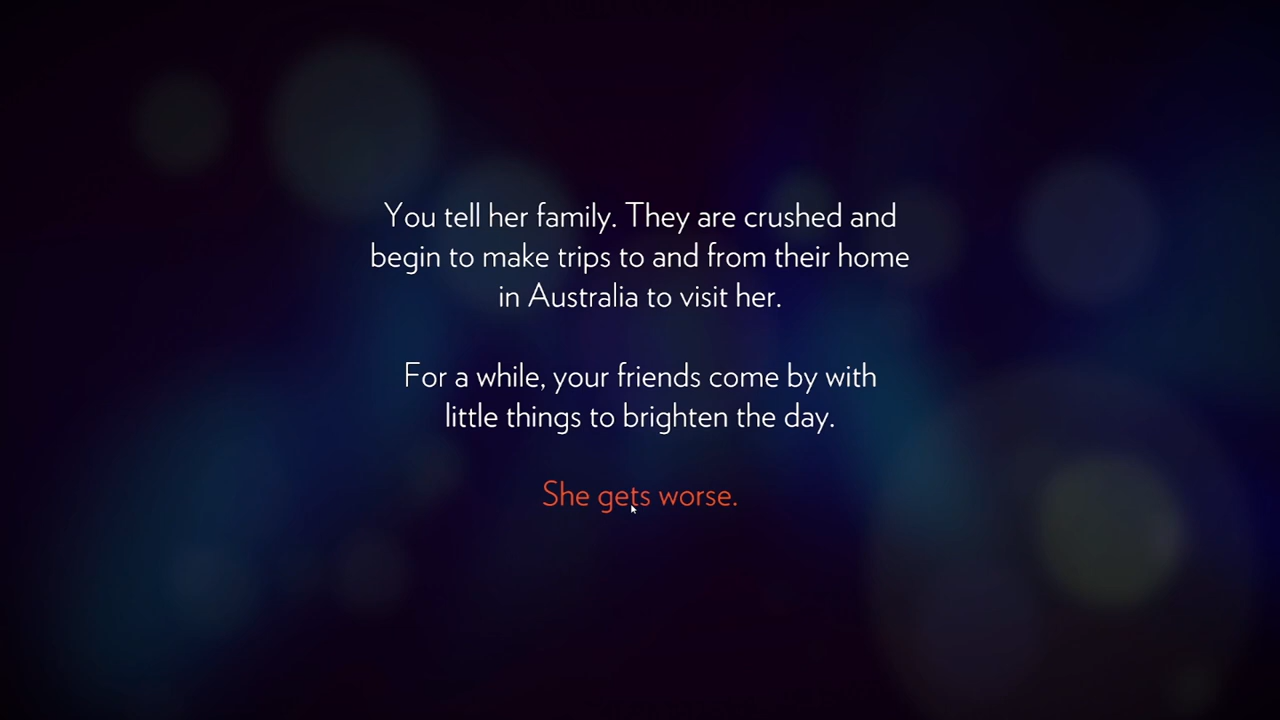 You tell her family. They are crushed and
begin to make trips to and from their home
in Australia to visit her.
For a while, your friends come by with
little things to brighten the day.
She gets worse.